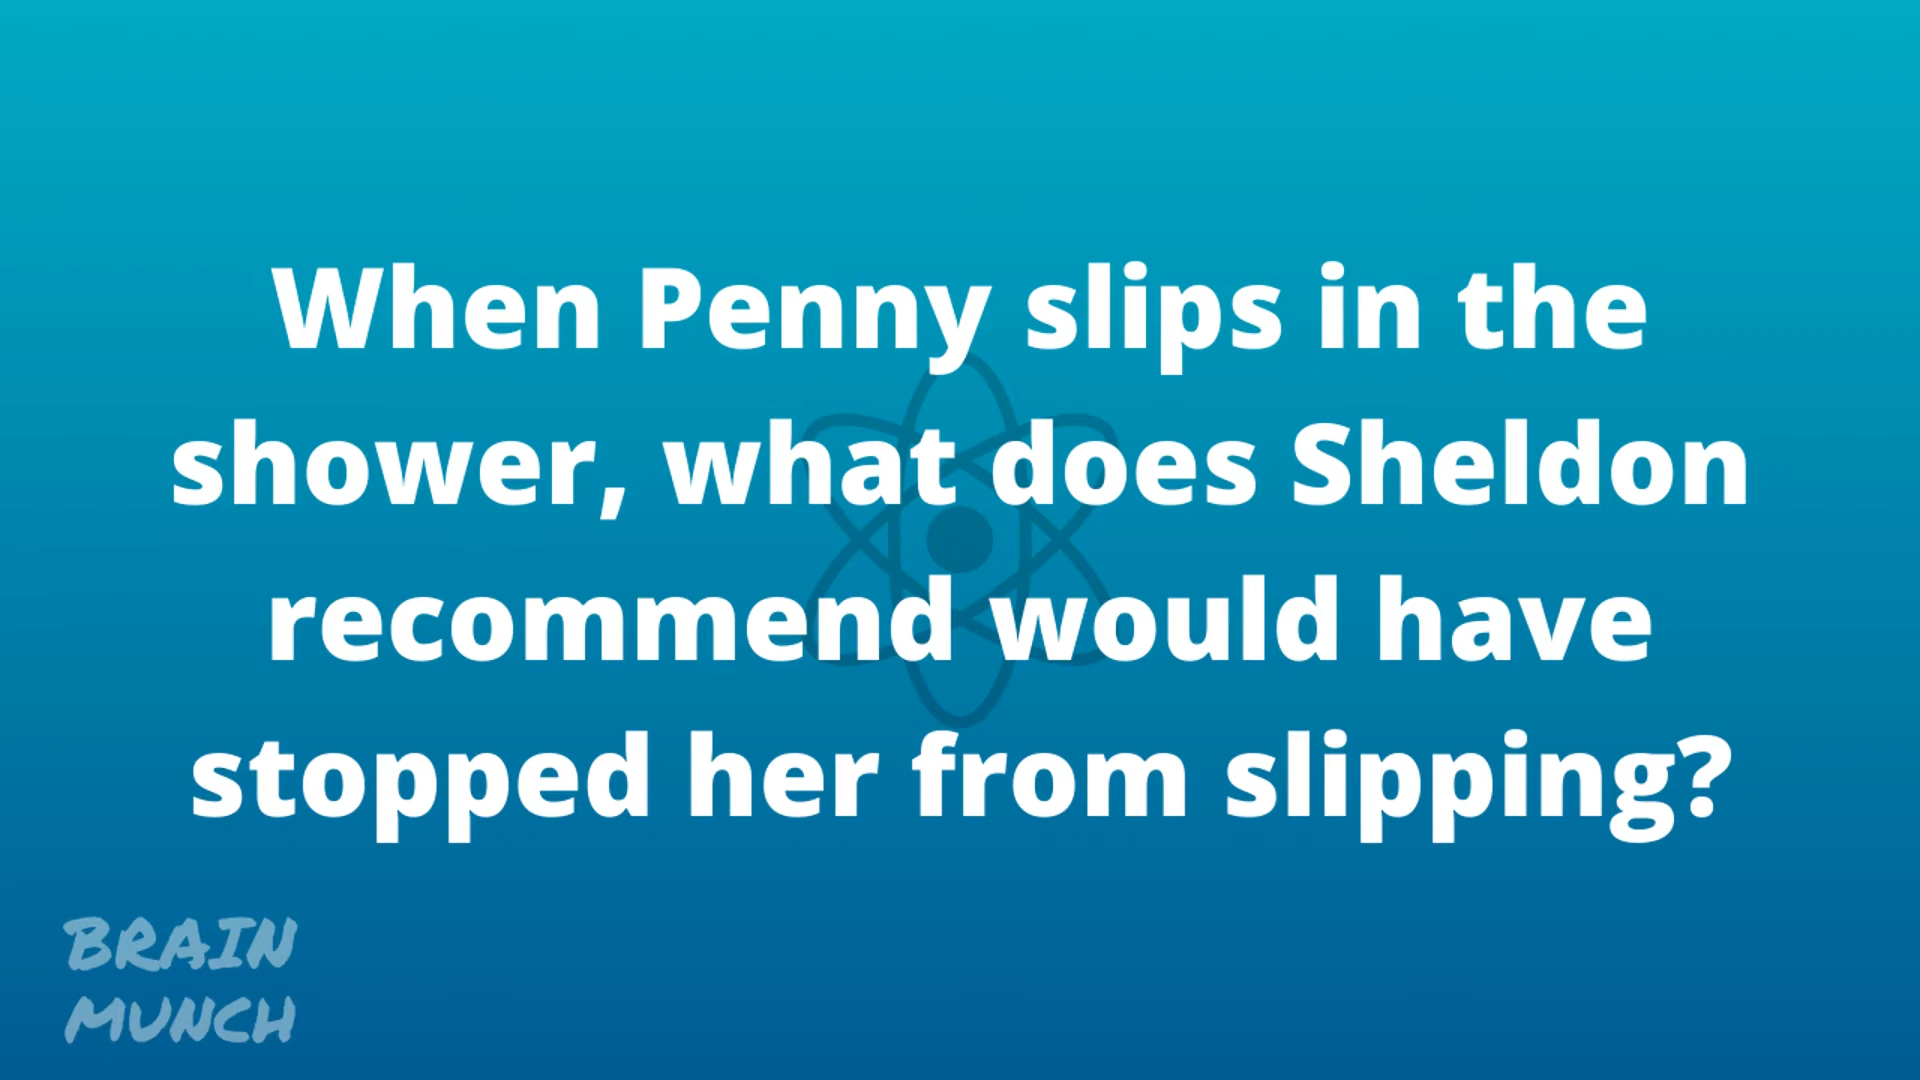 When Penny slips in the
shower, what does Sheldon
recommend would have
stopped her from slipping?
BRAIN
MUNCH